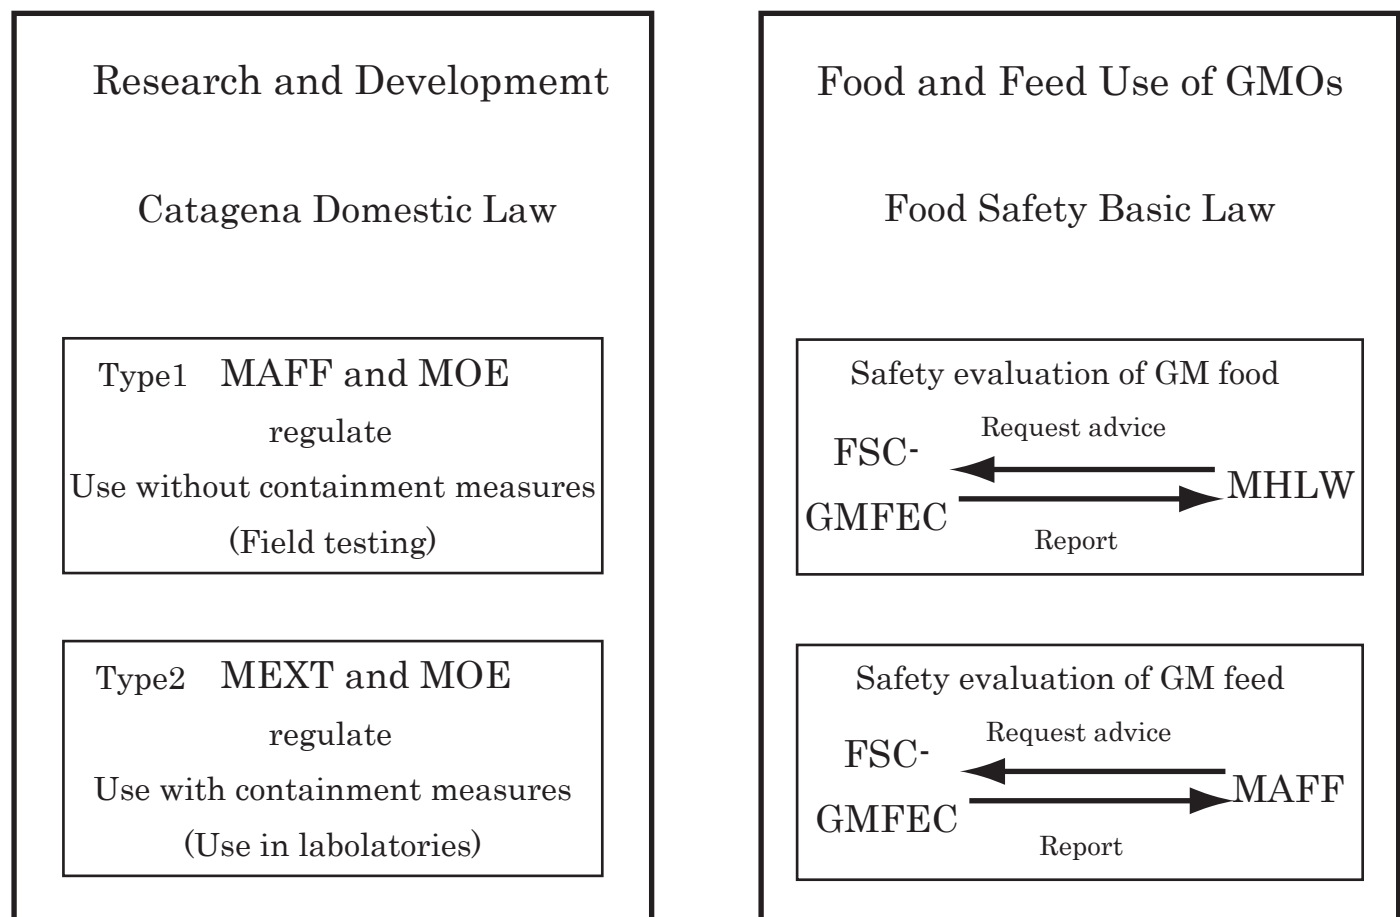 Research and Developmemt
Catagena Domestic Law
Type1 MAFF and MOE
regulate
Use without containment measures
(Field testing)
Type2 MEXT and MOE
regulate
Use with containment measures
(Use in labolatories)
Food and Feed Use of GMOs
Food Safety Basic Law
Safety evaluation of GM food
Request advice
FSC-
GMFEC
MHLW
Report
Safety evaluation of GM feed
Request advice
FSC-
GMFEC
MAFF
Report